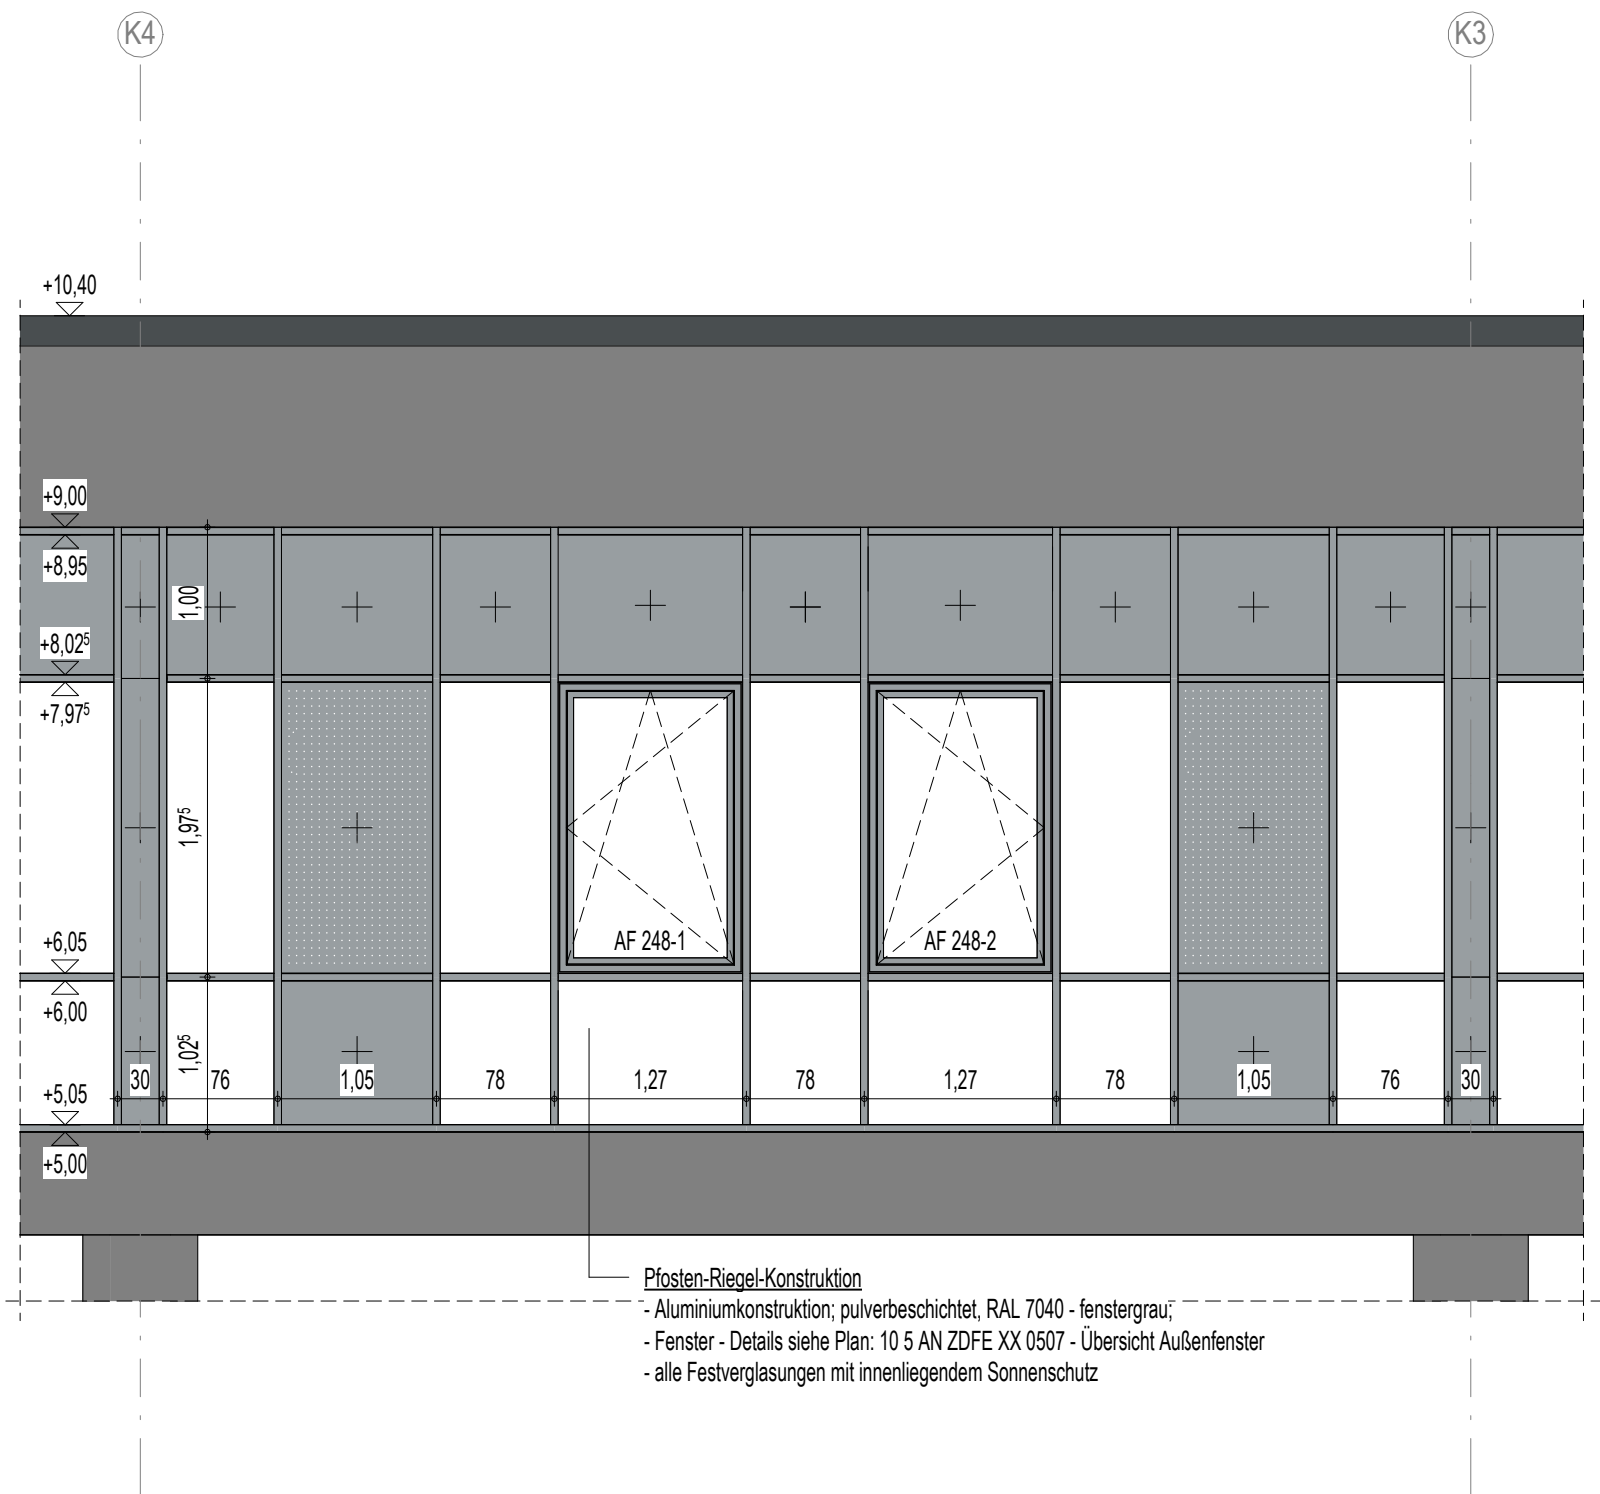 K4
K3
+10,40
+9,00
+8,95
1,00
+8,02⁵
+7,97⁵
1,97⁵
+6,05
AF 248-1
AF 248-2
+6,00
1,02⁵
+5,05
30 76 1,05 78 1,27 78 1,27 78 1,05 76 30
+5,00
Pfosten-Riegel-Konstruktion
- Aluminiumkonstruktion; pulverbeschichtet, RAL 7040 - fenstergrau;
- Fenster - Details siehe Plan: 10 5 AN ZDFE XX 0507 - Übersicht Außenfenster
- alle Festverglasungen mit innenliegendem Sonnenschutz